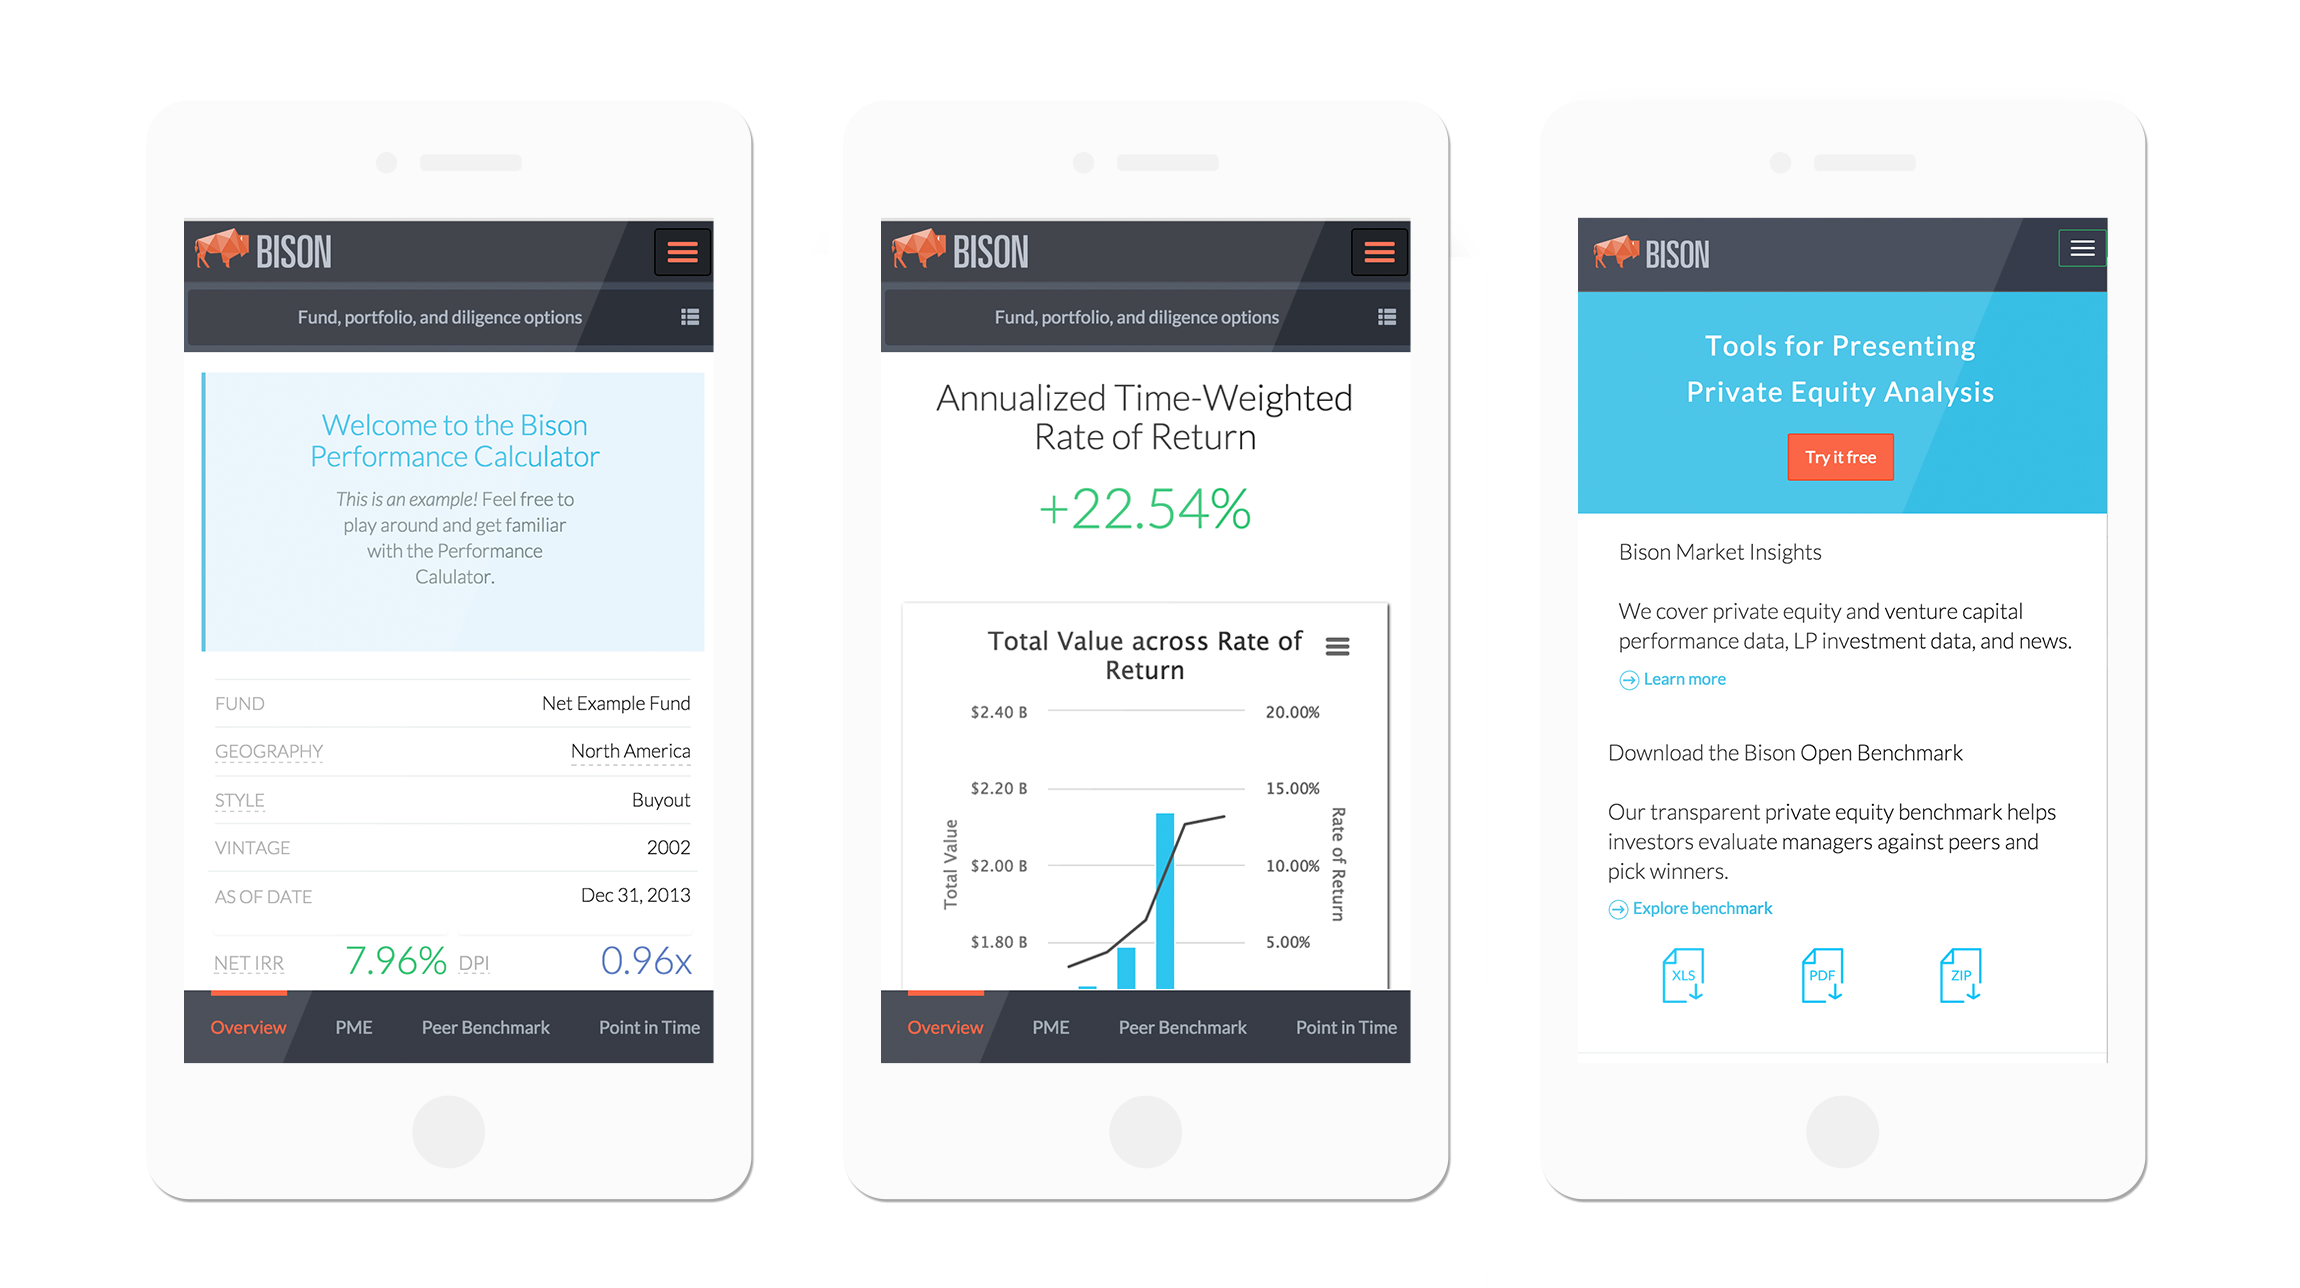 BISON
Fund, portfolio, and diligence options
Welcome to the Bison
Performance Calculator
This is an example! Feel free to
play around and get familiar
with the Performance
Calulator.
FUND Net Example Fund
GEOGRAPHY North America
STYLE Buyout
VINTAGE 2002
AS OF DATE Dec 31, 2013
NET IRR 7.96% DPI 0.96x
Overview PME Peer Benchmark Point in Time
BISON
Fund, portfolio, and diligence options
Annualized Time-Weighted
Rate of Return
+22.54%
Total Value across Rate of
Return
$2.40 B 20.00%
$2.20 B 15.00%
$2.00 B 10.00%
$1.80 B 5.00%
Total Value
Rate of Return
Overview PME Peer Benchmark Point in Time
BISON
Tools for Presenting
Private Equity Analysis
Try it free
Bison Market Insights
We cover private equity and venture capital
performance data, LP investment data, and news.
Learn more
Download the Bison Open Benchmark
Our transparent private equity benchmark helps
investors evaluate managers against peers and
pick winners.
Explore benchmark
XLS PDF ZIP